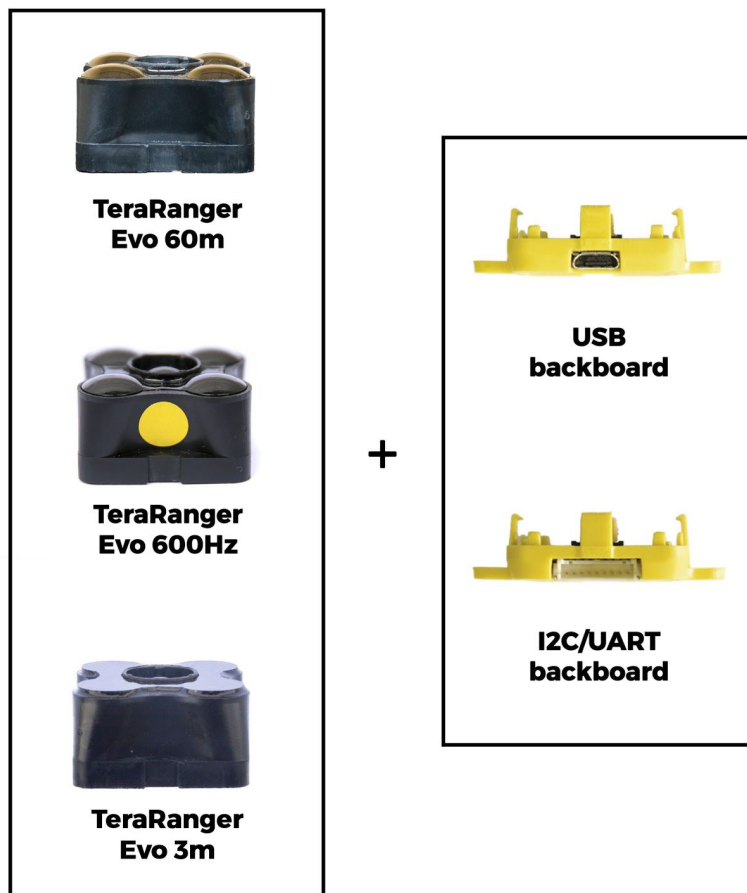 TeraRanger
Evo 60m
TeraRanger
Evo 600Hz
TeraRanger
Evo 3m
+
USB
backboard
I2C/UART
backboard